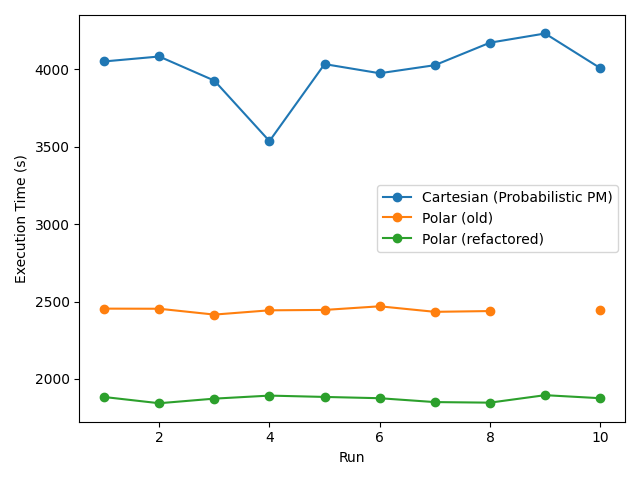 4000
3500
3000
2500
2000
Execution Time (s)
Cartesian (Probabilistic PM)
Polar (old)
Polar (refactored)
2 4 6 8 10
Run